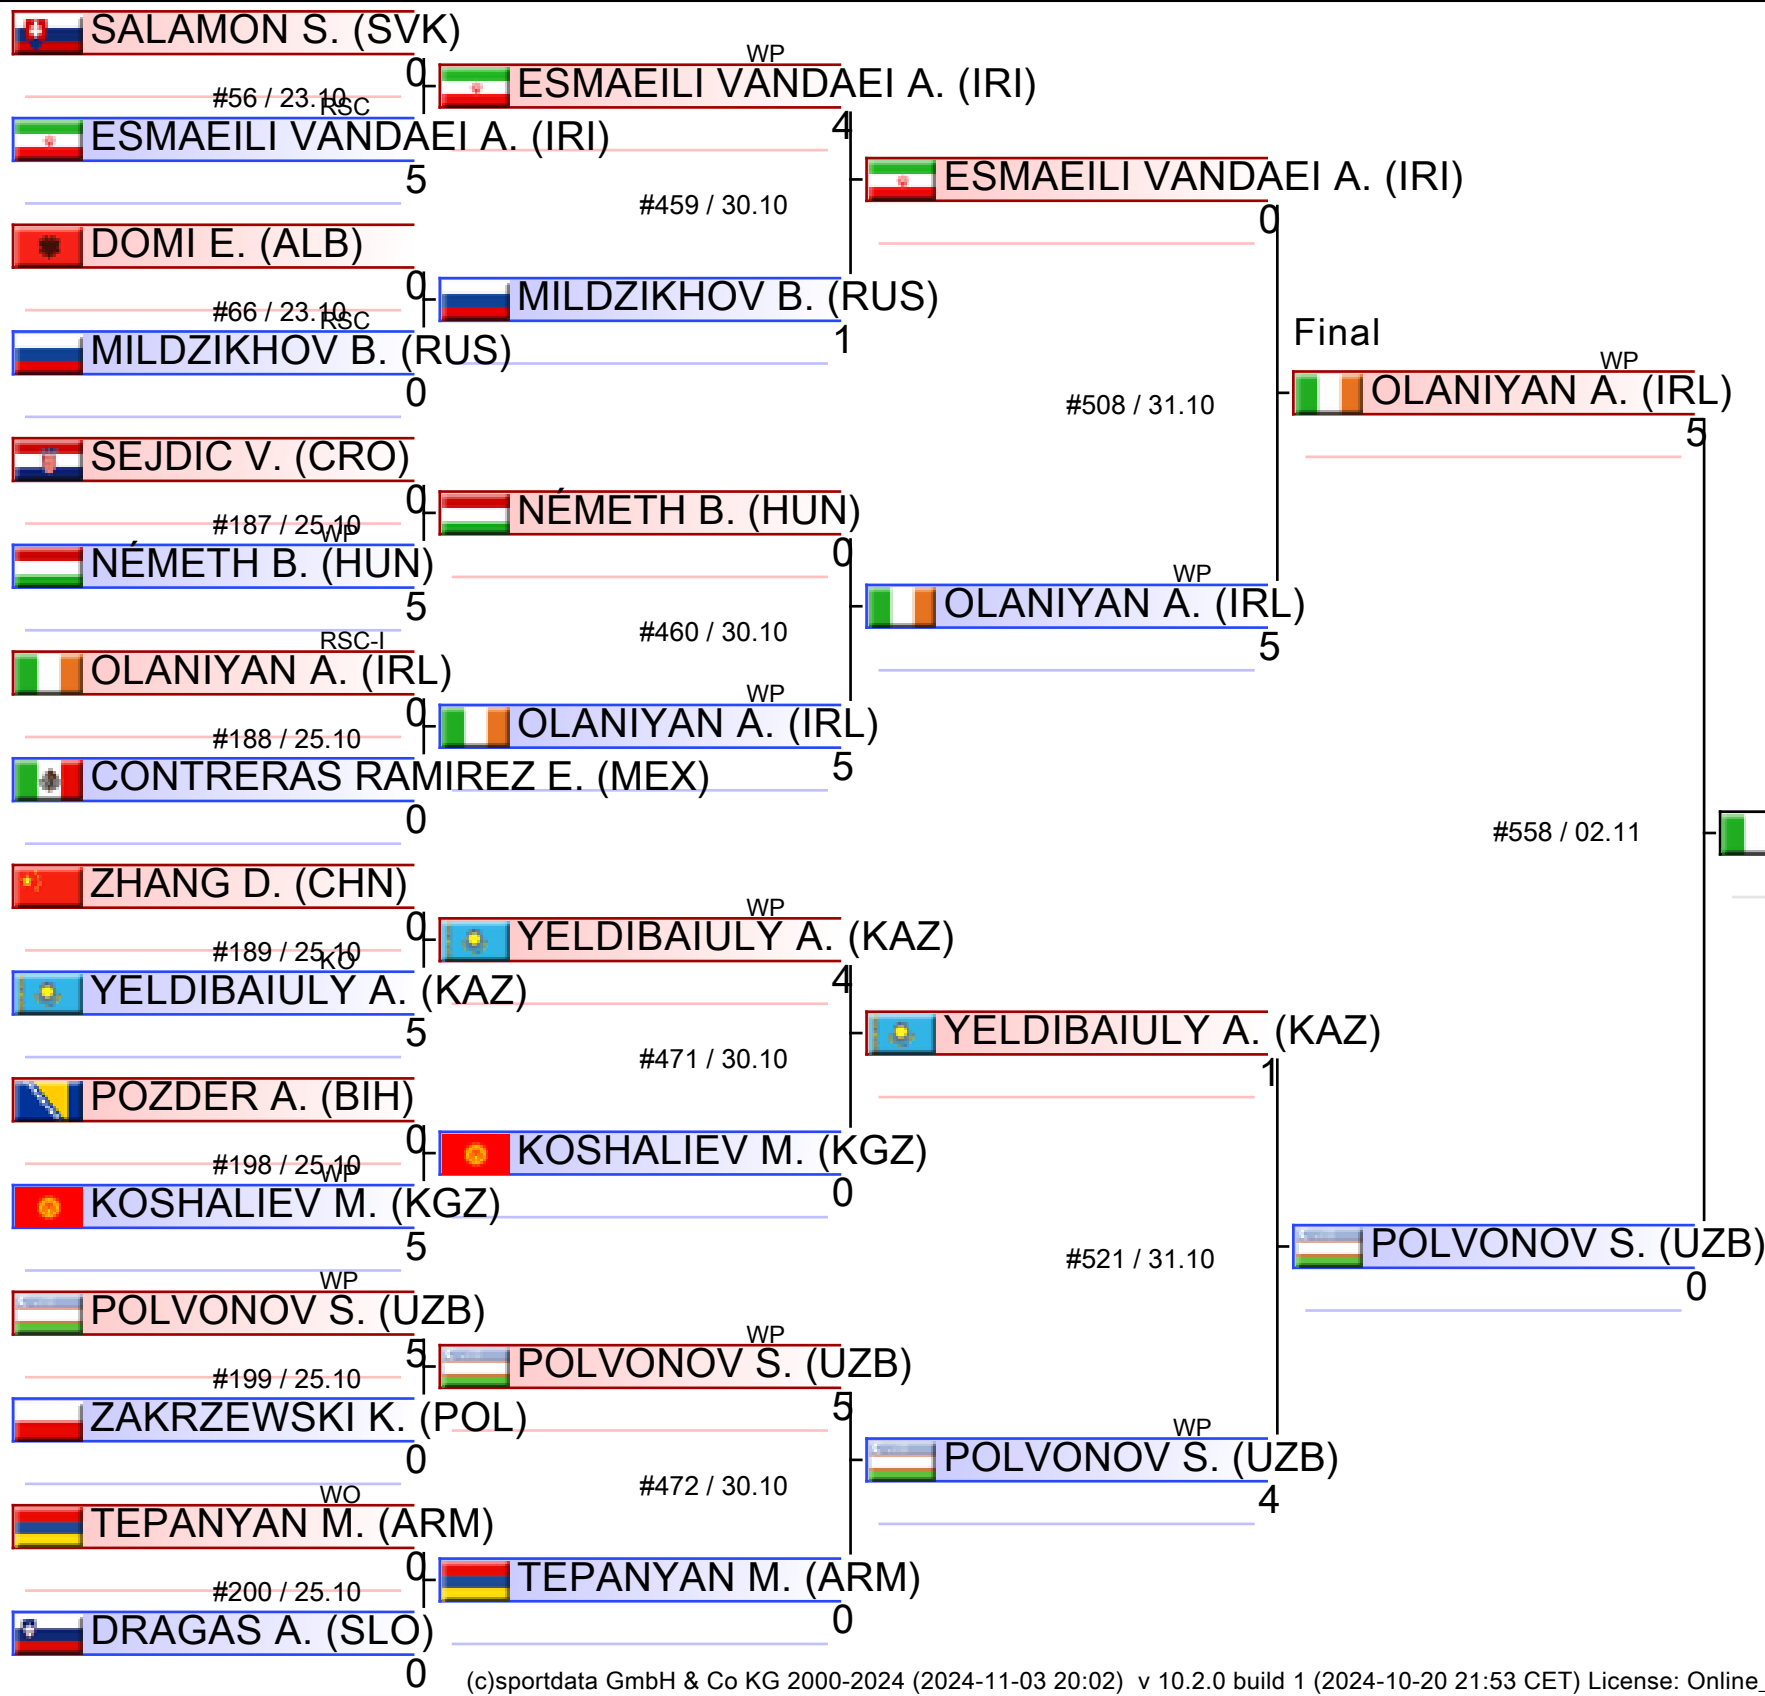 SALAMON S. (SVK)
0
#56 / 23.10
RSC
ESMAEILI VANDAEI A. (IRI)
5
DOMI E. (ALB)
0
#66 / 23.10
RSC
MILDZIKHOV B. (RUS)
0
SEJDIC V. (CRO)
0
#187 / 25.10
WP
NÉMETH B. (HUN)
5
RSC-I
OLANIYAN A. (IRL)
0
#188 / 25.10
CONTRERAS RAMIREZ E. (MEX)
0
ZHANG D. (CHN)
0
#189 / 25.10
KO
YELDIBAIULY A. (KAZ)
5
POZDER A. (BIH)
0
#198 / 25.10
WP
KOSHALIEV M. (KGZ)
5
WP
POLVONOV S. (UZB)
5
#199 / 25.10
ZAKRZEWSKI K. (POL)
0
WO
TEPANYAN M. (ARM)
0
#200 / 25.10
DRAGAS A. (SLO)
0
WP
ESMAEILI VANDAEI A. (IRI)
4
#459 / 30.10
MILDZIKHOV B. (RUS)
1
NÉMETH B. (HUN)
0
#460 / 30.10
WP
OLANIYAN A. (IRL)
5
WP
YELDIBAIULY A. (KAZ)
4
#471 / 30.10
KOSHALIEV M. (KGZ)
0
WP
POLVONOV S. (UZB)
5
#472 / 30.10
TEPANYAN M. (ARM)
0
ESMAEILI VANDAEI A. (IRI)
0
#508 / 31.10
WP
OLANIYAN A. (IRL)
5
YELDIBAIULY A. (KAZ)
1
#521 / 31.10
WP
POLVONOV S. (UZB)
4
Final
WP
OLANIYAN A. (IRL)
5
#558 / 02.11
POLVONOV S. (UZB)
0
(c)sportdata GmbH & Co KG 2000-2024 (2024-11-03 20:02) v 10.2.0 build 1 (2024-10-20 21:53 CET) License: Online_